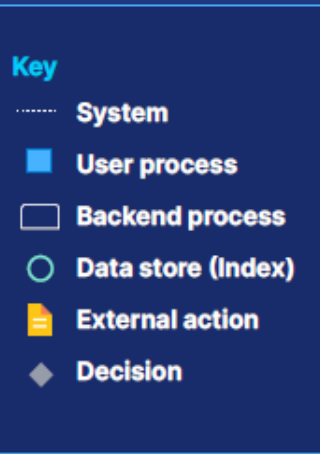 Key
System
User process
Backend process
Data store (Index)
External action
Decision